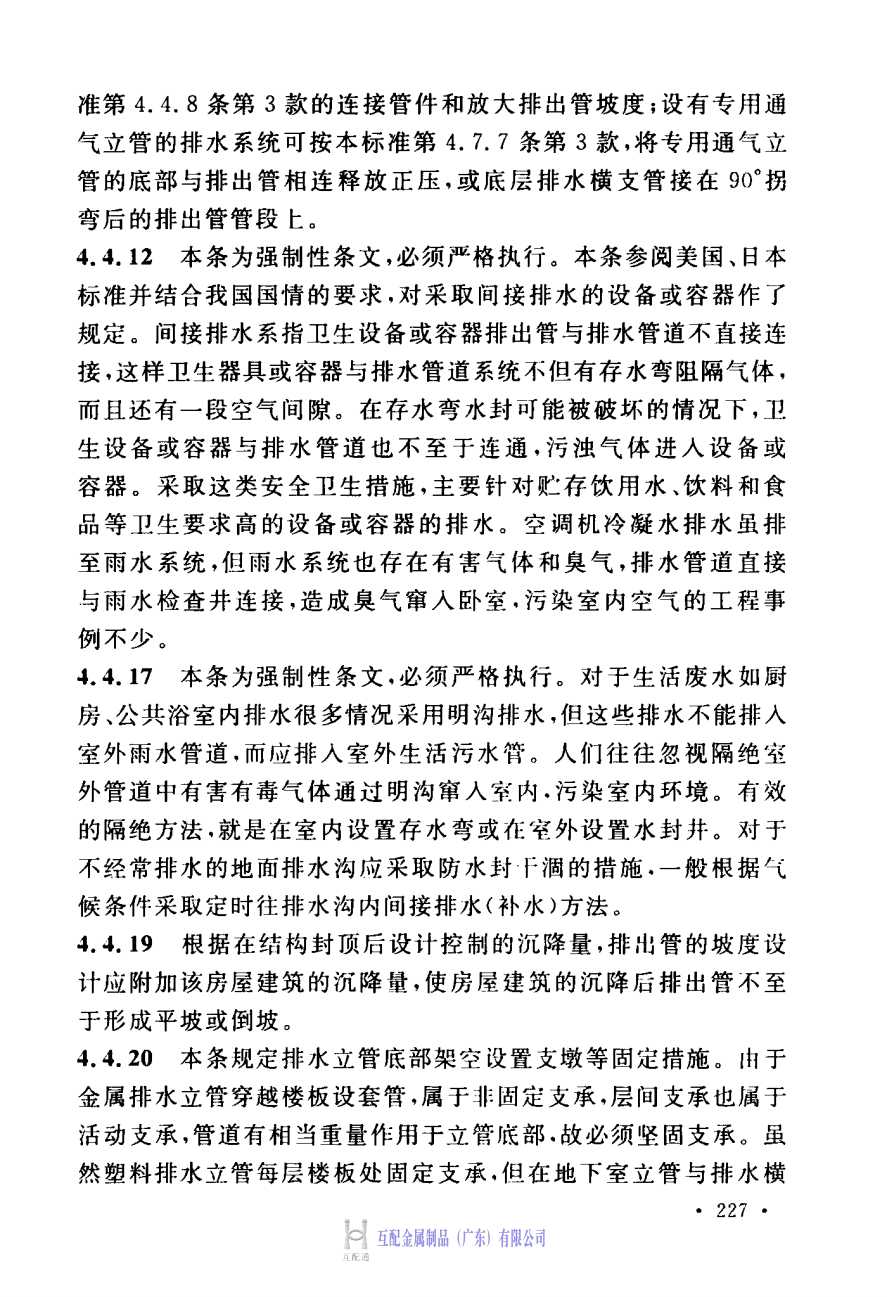 准第 4.4.8 条第 3 款的连接管件和放大排出管坡度；设有专用通
气立管的排水系统可按本标准第 4.7.7 条第 3 款，将专用通气立
管的底部与排出管相连释放正压，或底层排水横支管接在 90°拐
弯后的排出管管段上。
4.4.12 本条为强制性条文，必须严格执行。本条参阅美国、日本
标准并结合我国国情的要求，对采取间接排水的设备或容器作了
规定。间接排水系指卫生设备或容器排出管与排水管道不直接连
接，这样卫生器具或容器与排水管道系统不但有存水弯阻隔气体，
而且还有一段空气间隙。在存水弯水封可能被破坏的情况下，卫
生设备或容器与排水管道也不至于连通，污浊气体进入设备或
容器。采取这类安全卫生措施，主要针对贮存饮用水、饮料和食
品等卫生要求高的设备或容器的排水。空调机冷凝水排水虽排
至雨水系统，但雨水系统也存在有害气体和臭气，排水管道直接
与雨水检查井连接，造成臭气窜入卧室，污染室内空气的工程事
例不少。
4.4.17 本条为强制性条文，必须严格执行。对于生活废水如厨
房、公共浴室内排水很多情况采用明沟排水，但这些排水不能排入
室外雨水管道，而应排入室外生活污水管。人们往往忽视隔绝室
外管道中有害有毒气体通过明沟窜入室内，污染室内环境。有效
的隔绝方法，就是在室内设置存水弯或在室外设置水封井。对于
不经常排水的地面排水沟应采取防水封干涸的措施，一般根据气
候条件采取定时往排水沟内间接排水（补水）方法。
4.4.19 根据在结构封顶后设计控制的沉降量，排出管的坡度设
计应附加该房屋建筑的沉降量，使房屋建筑的沉降后排出管不至
于形成平坡或倒坡。
4.4.20 本条规定排水立管底部架空设置支墩等固定措施。由于
金属排水立管穿越楼板设套管，属于非固定支承，层间支承也属于
活动支承，管道有相当重量作用于立管底部，故必须坚固支承。虽
然塑料排水立管每层楼板处固定支承，但在地下室立管与排水横
• 227 •
互配金属制品（广东）有限公司
互配通